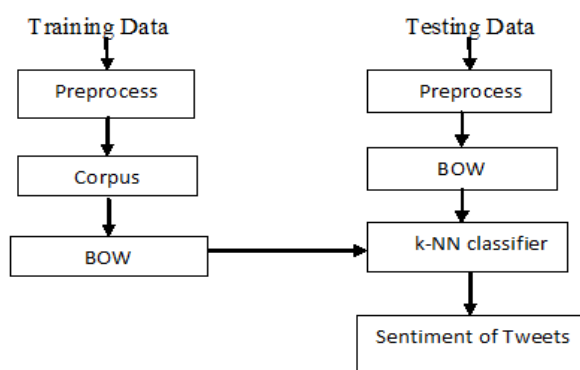 Training Data
Preprocess
Corpus
BOW
Testing Data
Preprocess
BOW
k-NN classifier
Sentiment of Tweets